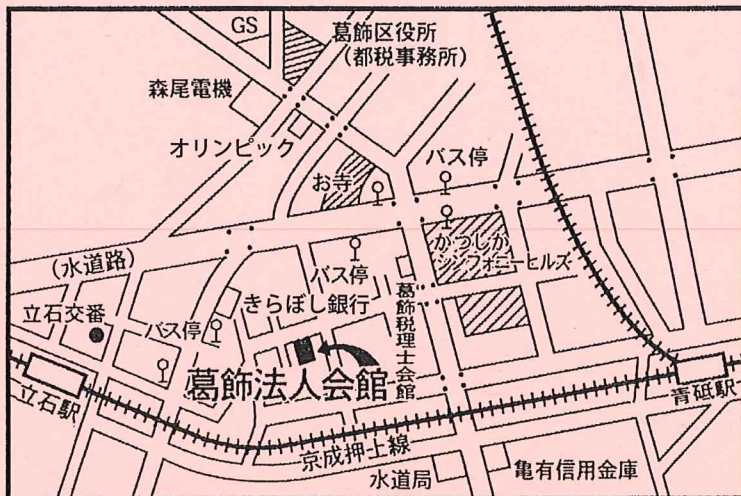 GS
葛飾区役所
(都税事務所)
森尾電機
オリンピック
お寺
バス停
かつしか
シンフォニーヒルズ
(水道路)
バス停
きらぼし銀行
葛飾税理士会館
立石交番
バス停
葛飾法人会館
立石駅
青砥駅
京成押上線
水道局
亀有信用金庫